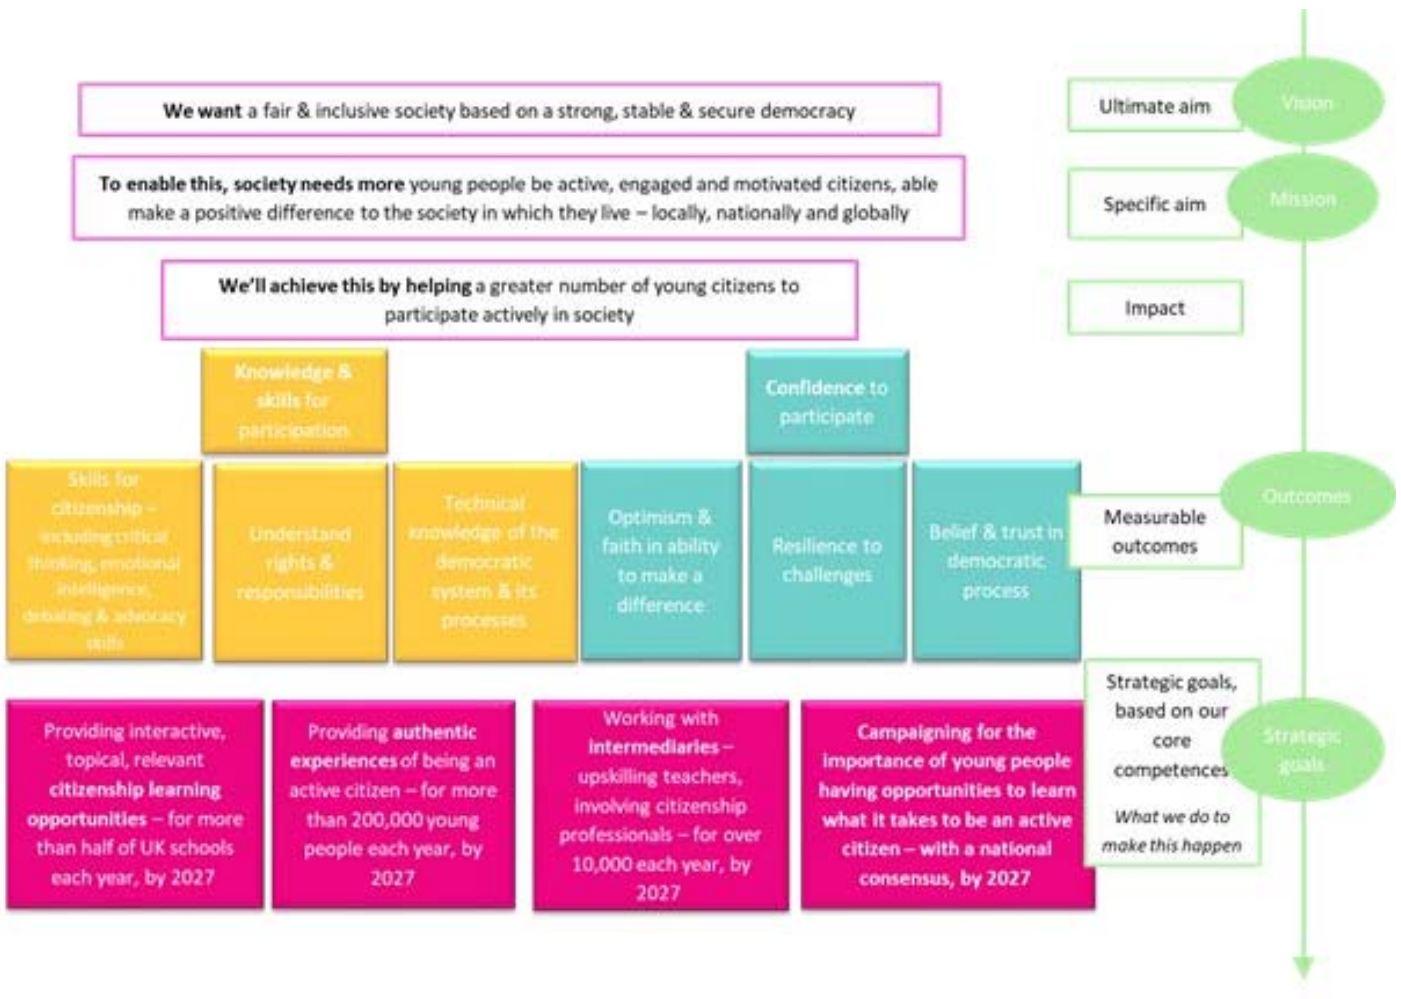 We want a fair & inclusive society based on a strong, stable & secure democracy
Ultimate aim
Vision
To enable this, society needs more young people be active, engaged and motivated citizens, able
make a positive difference to the society in which they live – locally, nationally and globally
Specific aim
Mission
We'll achieve this by helping a greater number of young citizens to
participate actively in society
Impact
Knowledge &
skills for
participation
Confidence to
participate
Skills for
citizenship –
including critical
thinking, emotional
intelligence,
debating & advocacy
skills
Understand
rights &
responsibilities
Technical
knowledge of the
democratic
system & its
processes
Optimism &
faith in ability
to make a
difference
Resilience to
challenges
Belief & trust in
democratic
process
Measurable
outcomes
Outcomes
Providing interactive,
topical, relevant
citizenship learning
opportunities – for more
than half of UK schools
each year, by 2027
Providing authentic
experiences of being an
active citizen – for more
than 200,000 young
people each year, by
2027
Working with
intermediaries –
upskilling teachers,
involving citizenship
professionals – for over
10,000 each year, by
2027
Campaigning for the
importance of young people
having opportunities to learn
what it takes to be an active
citizen – with a national
consensus, by 2027
Strategic goals,
based on our
core
competences
What we do to
make this happen
Strategic
goals